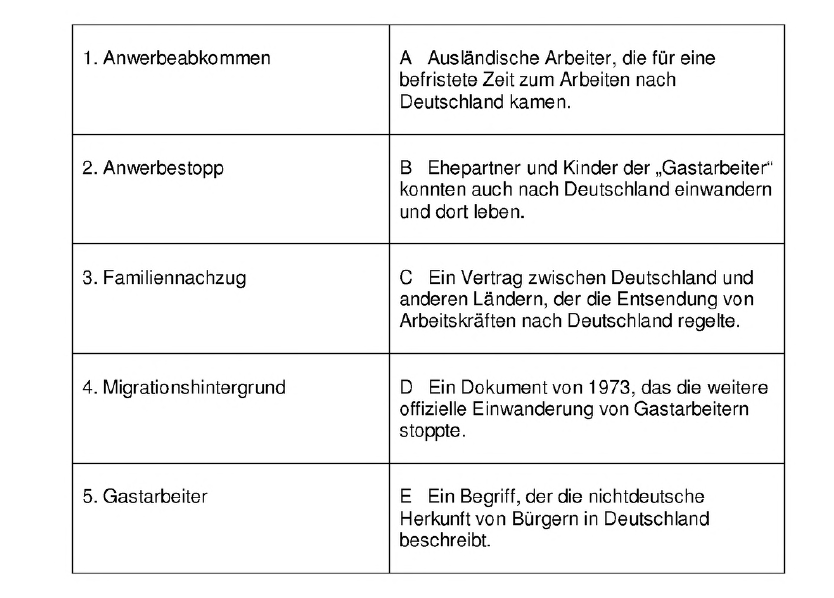 1. Anwerbeabkommen
A Ausländische Arbeiter, die für eine
befristete Zeit zum Arbeiten nach
Deutschland kamen.
2. Anwerbestopp
B Ehepartner und Kinder der „Gastarbeiter“
konnten auch nach Deutschland einwandern
und dort leben.
3. Familiennachzug
C Ein Vertrag zwischen Deutschland und
anderen Ländern, der die Entsendung von
Arbeitskräften nach Deutschland regelte.
4. Migrationshintergrund
D Ein Dokument von 1973, das die weitere
offizielle Einwanderung von Gastarbeitern
stoppte.
5. Gastarbeiter
E Ein Begriff, der die nichtdeutsche
Herkunft von Bürgern in Deutschland
beschreibt.